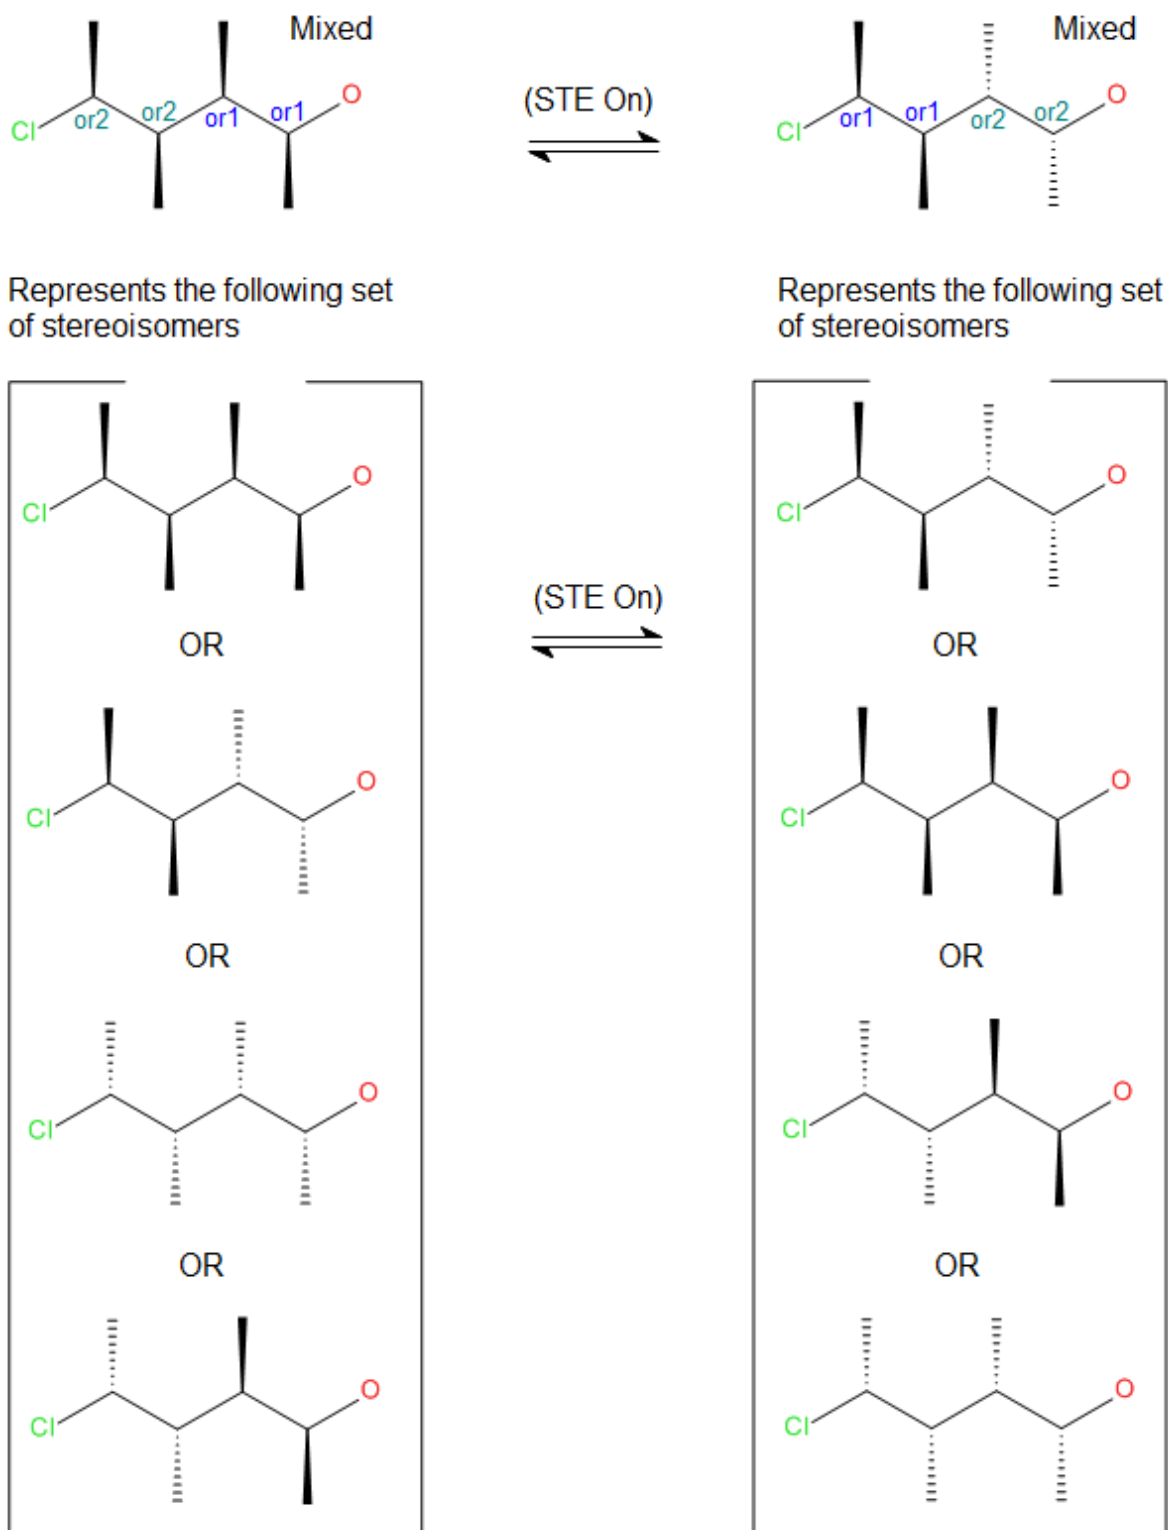 Mixed
Cl or2 or2 or1 or1 O
(STE On)
Mixed
Cl or1 or1 or2 or2 O
Represents the following set
of stereoisomers
Represents the following set
of stereoisomers
Cl O
OR
Cl O
OR
Cl O
OR
Cl O
(STE On)
Cl O
OR
Cl O
OR
Cl O
OR
Cl O